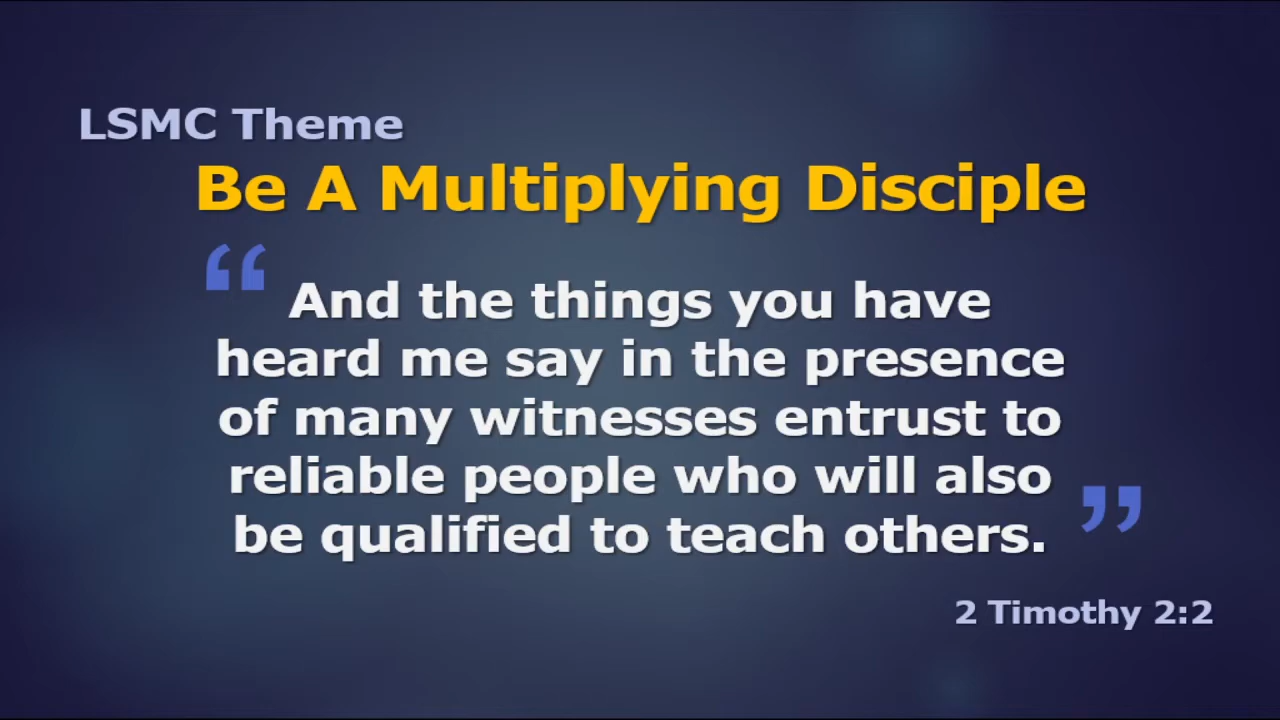 LSMC Theme
Be A Multiplying Disciple
“ And the things you have
heard me say in the presence
of many witnesses entrust to
reliable people who will also
be qualified to teach others. ”
2 Timothy 2:2